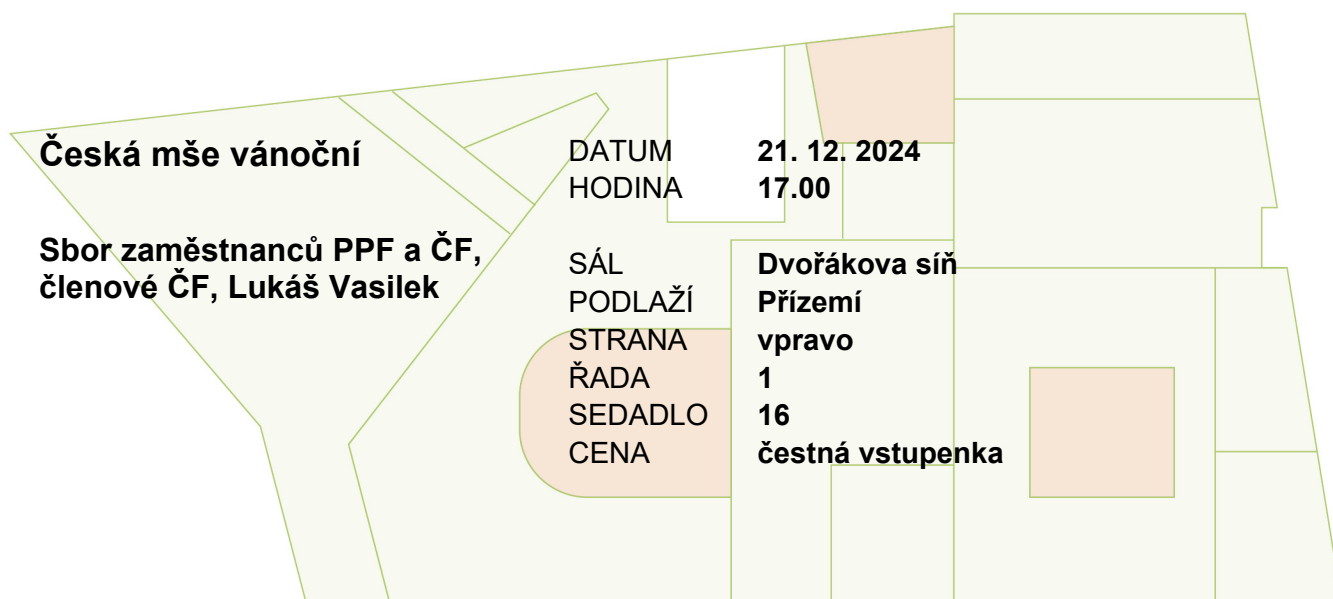 Česká mše vánoční
Sbor zaměstnanců PPF a ČF,
členové ČF, Lukáš Vasilek
DATUM 21. 12. 2024
HODINA 17.00
SÁL Dvořákova síň
PODLAŽÍ Přízemí
STRANA vpravo
ŘADA 1
SEDADLO 16
CENA čestná vstupenka